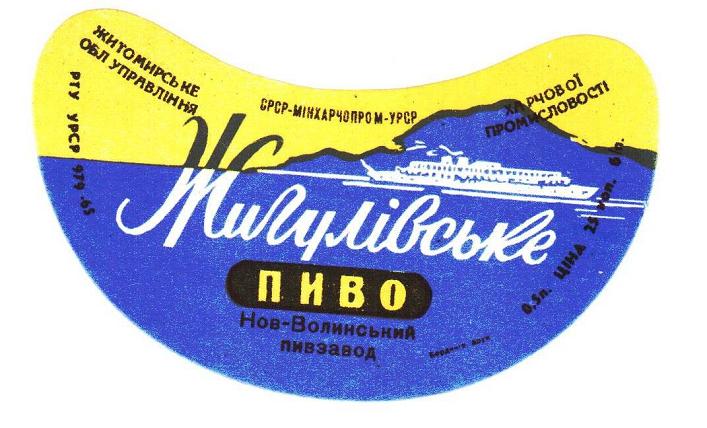 ЖИТОМИРСЬКЕ
ОБЛ УПРАВЛІННЯ
СРСР-МІНХАРЧОПРОМ-УРСР
ХАРЧОВОЇ
ПРОМИСЛОВОСТІ
РТУ УРСР 979-65
Жигулівське
ПИВО
Нов-Волинський
пивзавод
0,5л. ЦІНА 25 коп. б/п.